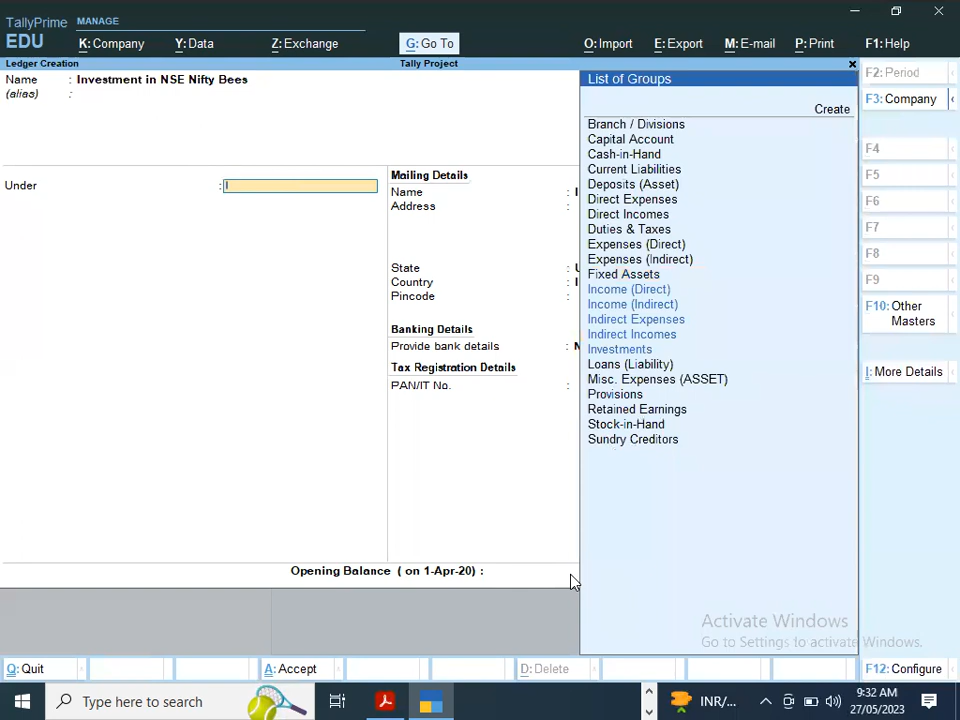 TallyPrime MANAGE
EDU
K: Company Y: Data Z: Exchange G: Go To O: Import E: Export M: E-mail P: Print F1: Help
Ledger Creation Tally Project
Name : Investment in NSE Nifty Bees
(alias) :
Under : I
Mailing Details
Name : I
Address :
State :
Country : I
Pincode :
Banking Details
Provide bank details : N
Tax Registration Details
PAN/IT No. :
Opening Balance ( on 1-Apr-20) :
List of Groups
Create
Branch / Divisions
Capital Account
Cash-in-Hand
Current Liabilities
Deposits (Asset)
Direct Expenses
Direct Incomes
Duties & Taxes
Expenses (Direct)
Expenses (Indirect)
Fixed Assets
Income (Direct)
Income (Indirect)
Indirect Expenses
Indirect Incomes
Investments
Loans (Liability)
Misc. Expenses (ASSET)
Provisions
Retained Earnings
Stock-in-Hand
Sundry Creditors
F2: Period
F3: Company
F4
F5
F6
F7
F8
F9
F10: Other
Masters
I: More Details
Activate Windows
Go to Settings to activate Windows.
Q: Quit A: Accept D: Delete F12: Configure
Type here to search
INR/...
9:32 AM
27/05/2023